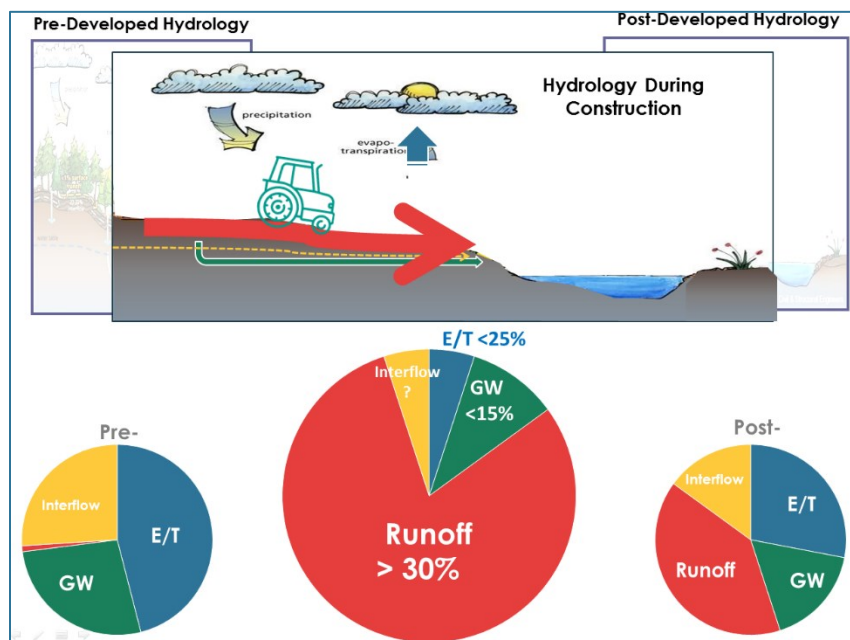 Pre-Developed Hydrology
Post-Developed Hydrology
Hydrology During
Construction
precipitation
evapo-
transpiration
E/T <25%
Interflow
?
GW
<15%
Runoff
> 30%
Pre-
Interflow
E/T
GW
Post-
Interflow
E/T
Runoff
GW